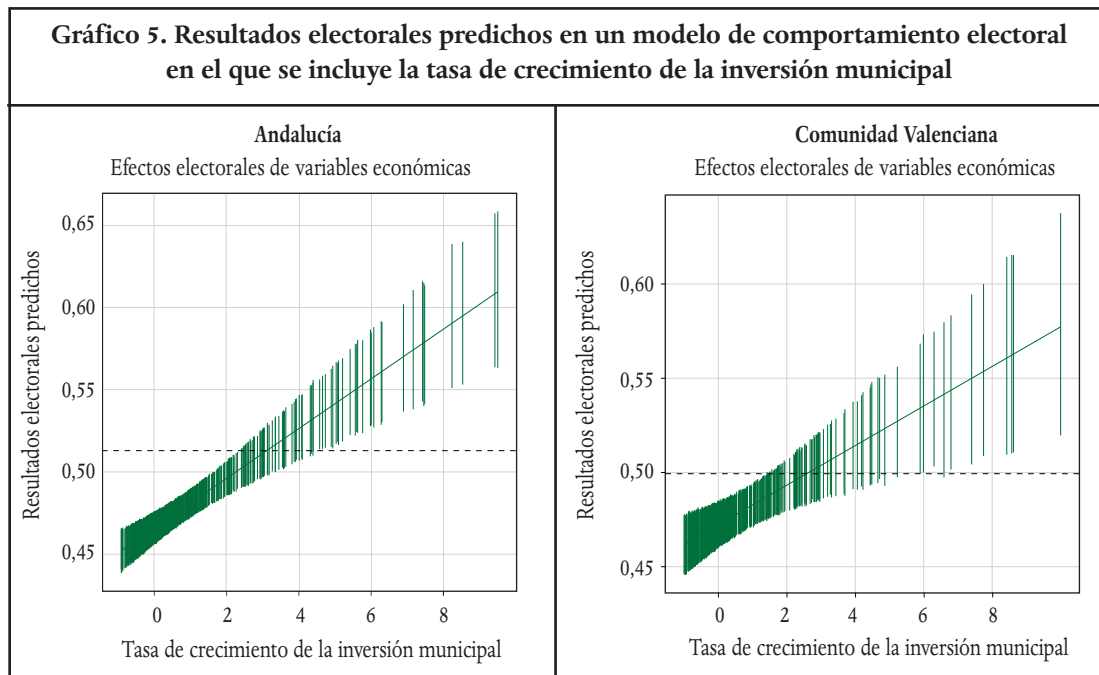 Gráfico 5. Resultados electorales predichos en un modelo de comportamiento electoral
en el que se incluye la tasa de crecimiento de la inversión municipal
Andalucía
Efectos electorales de variables económicas
Resultados electorales predichos
0,65
0,60
0,55
0,50
0,45
0 2 4 6 8
Tasa de crecimiento de la inversión municipal
Comunidad Valenciana
Efectos electorales de variables económicas
Resultados electorales predichos
0,60
0,55
0,50
0,45
0 2 4 6 8
Tasa de crecimiento de la inversión municipal